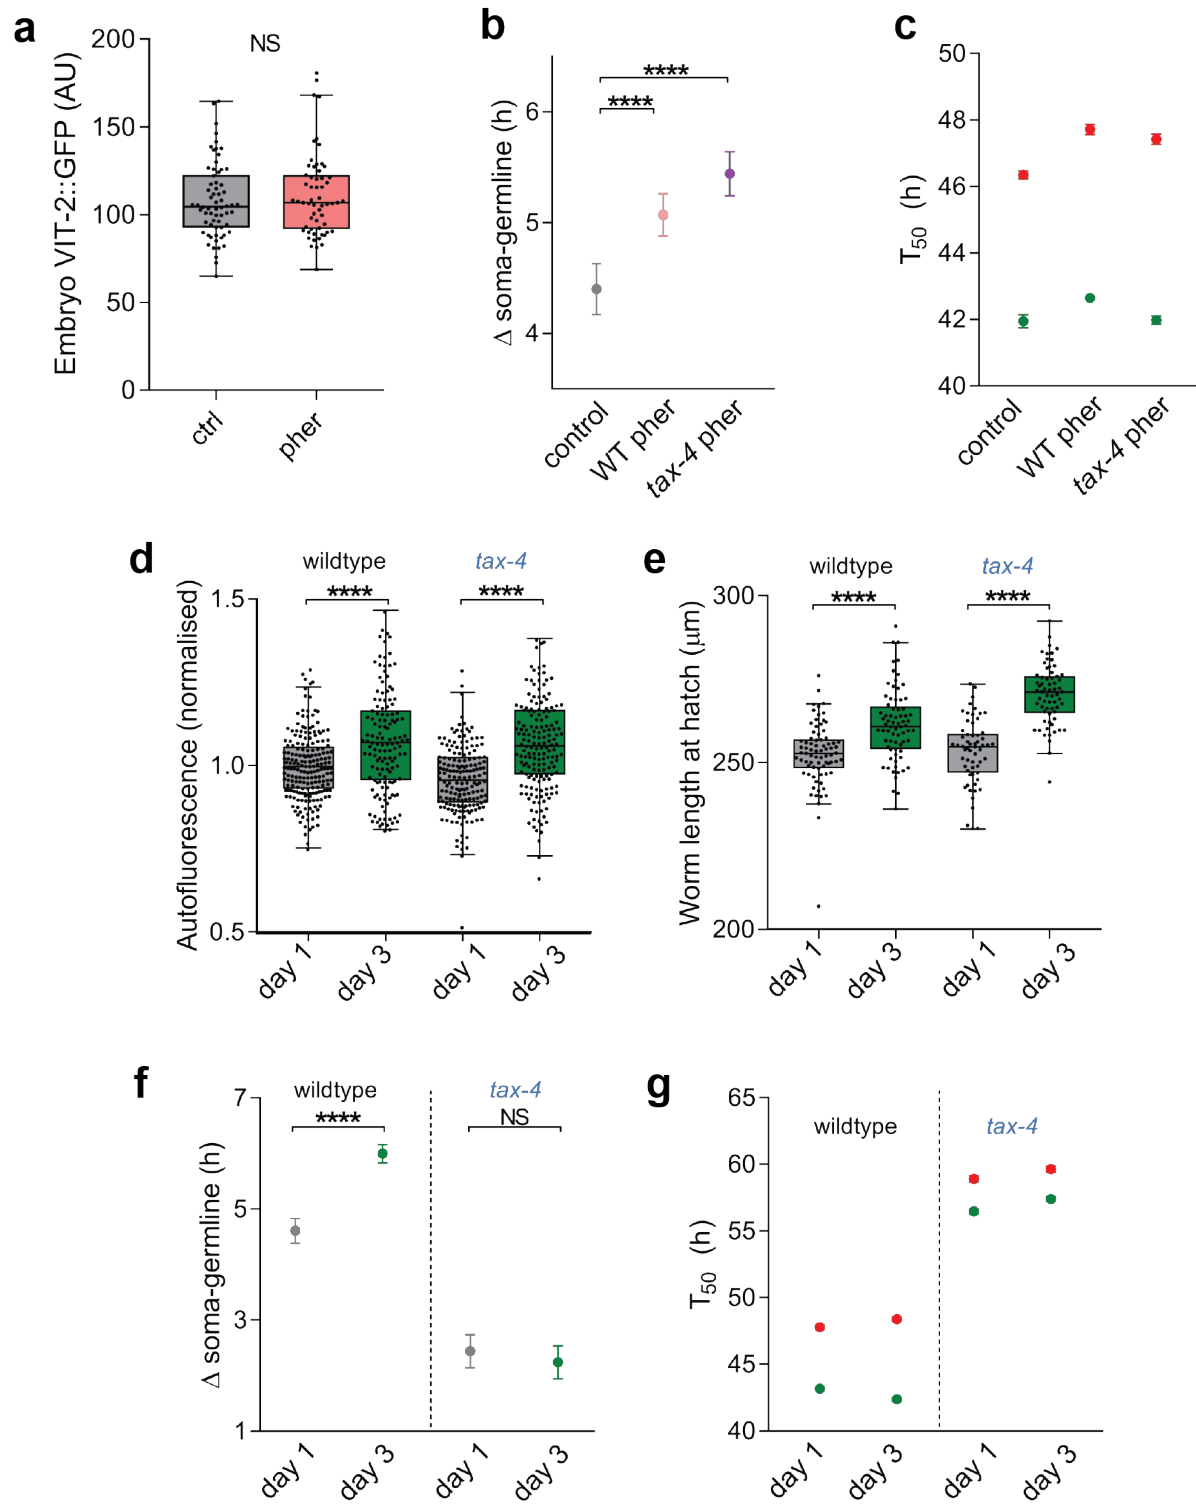 a
NS
Embryo VIT-2::GFP (AU)
200
150
100
50
0
ctrl
pher
b
****
****
Δ soma-germline (h)
6
5
4
control
WT pher
tax-4 pher
c
T50 (h)
50
48
46
44
42
40
control
WT pher
tax-4 pher
d
wildtype
tax-4
****
****
Autofluorescence (normalised)
1.5
1.0
0.5
day 1
day 3
day 1
day 3
e
wildtype
tax-4
****
****
Worm length at hatch (μm)
300
250
200
day 1
day 3
day 1
day 3
f
wildtype
tax-4
****
NS
Δ soma-germline (h)
7
5
3
1
day 1
day 3
day 1
day 3
g
wildtype
tax-4
T50 (h)
65
60
55
50
45
40
day 1
day 3
day 1
day 3